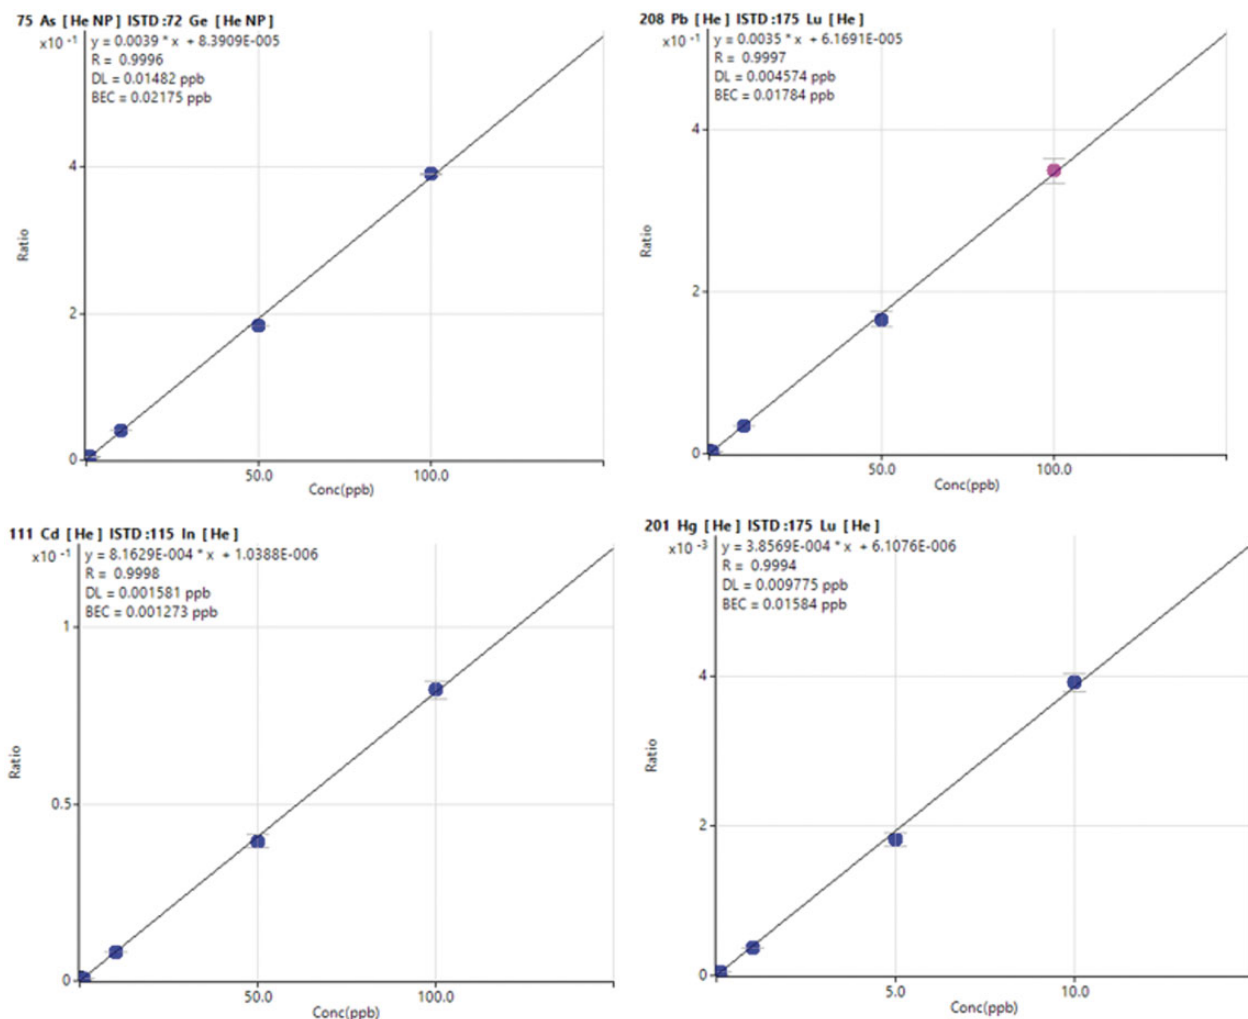 75 As [He NP] ISTD :72 Ge [He NP]
x10 -1
y = 0.0039 * x + 8.3909E-005
R = 0.9996
DL = 0.01482 ppb
BEC = 0.02175 ppb
4
2
0
Ratio
50.0
100.0
Conc(ppb)
208 Pb [He] ISTD :175 Lu [He]
x10 -1
y = 0.0035 * x + 6.1691E-005
R = 0.9997
DL = 0.004574 ppb
BEC = 0.01784 ppb
4
2
0
Ratio
50.0
100.0
Conc(ppb)
111 Cd [He] ISTD :115 In [He]
x10 -1
y = 8.1629E-004 * x + 1.0388E-006
R = 0.9998
DL = 0.001581 ppb
BEC = 0.001273 ppb
1
0.5
0
Ratio
50.0
100.0
Conc(ppb)
201 Hg [He] ISTD :175 Lu [He]
x10 -3
y = 3.8569E-004 * x + 6.1076E-006
R = 0.9994
DL = 0.009775 ppb
BEC = 0.01584 ppb
4
2
0
Ratio
5.0
10.0
Conc(ppb)